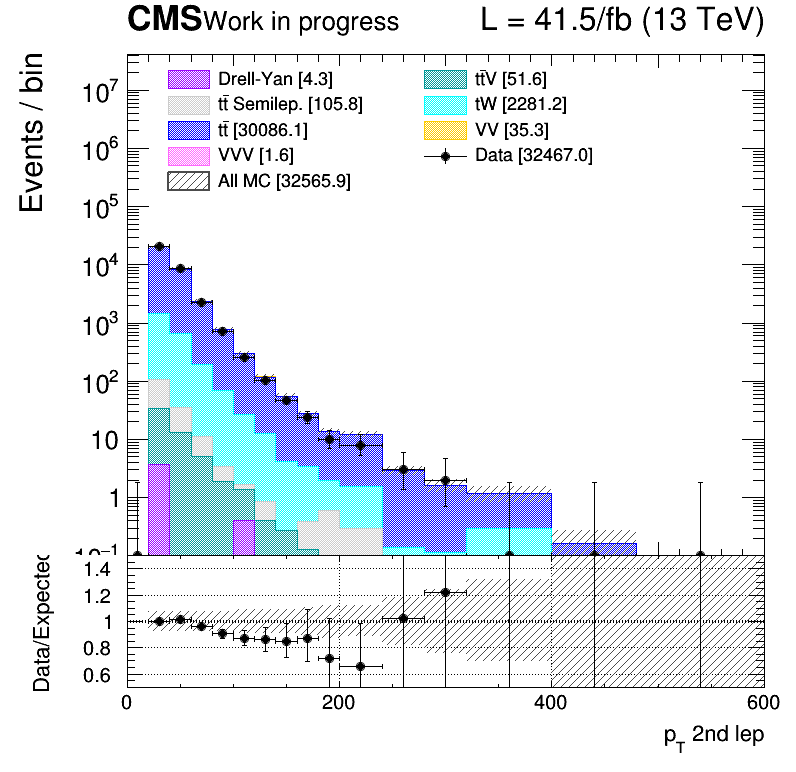 CMS Work in progress L = 41.5/fb (13 TeV)
Events / bin
Drell-Yan [4.3]
tt̄ Semilep. [105.8]
tt̄ [30086.1]
VVV [1.6]
All MC [32565.9]
tt̄V [51.6]
tW [2281.2]
VV [35.3]
Data [32467.0]
10⁷
10⁶
10⁵
10⁴
10³
10²
10
1
10⁻¹
Data/Expected
1.4
1.2
1
0.8
0.6
0 200 400 600
p_T 2nd lep